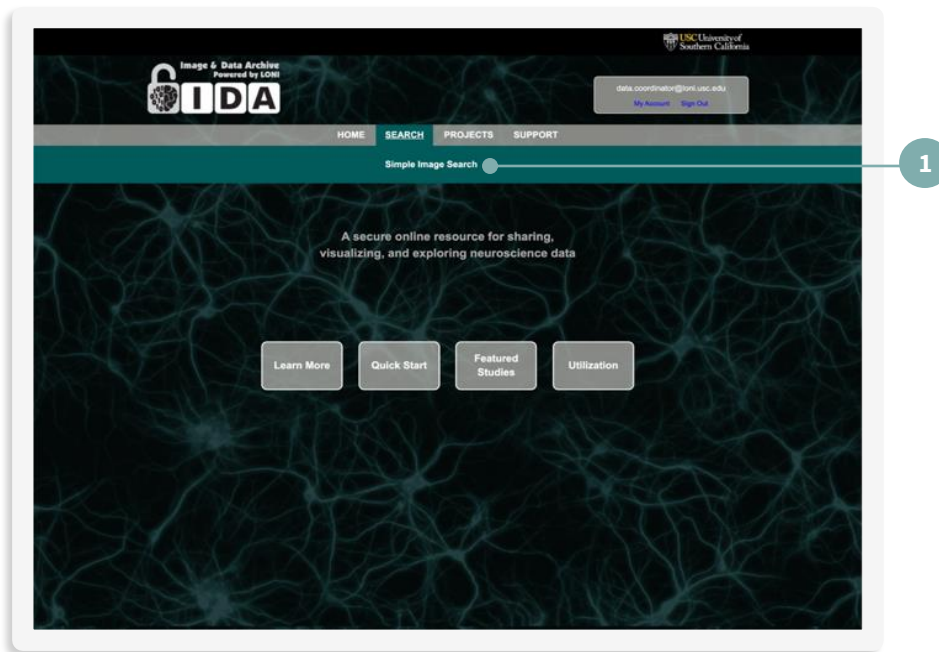 USC University of
Southern California
Image & Data Archive
Powered by LONI
IDA
data.coordinator@loni.usc.edu
My Account Sign Out
HOME SEARCH PROJECTS SUPPORT
Simple Image Search
1
A secure online resource for sharing,
visualizing, and exploring neuroscience data
Learn More
Quick Start
Featured
Studies
Utilization